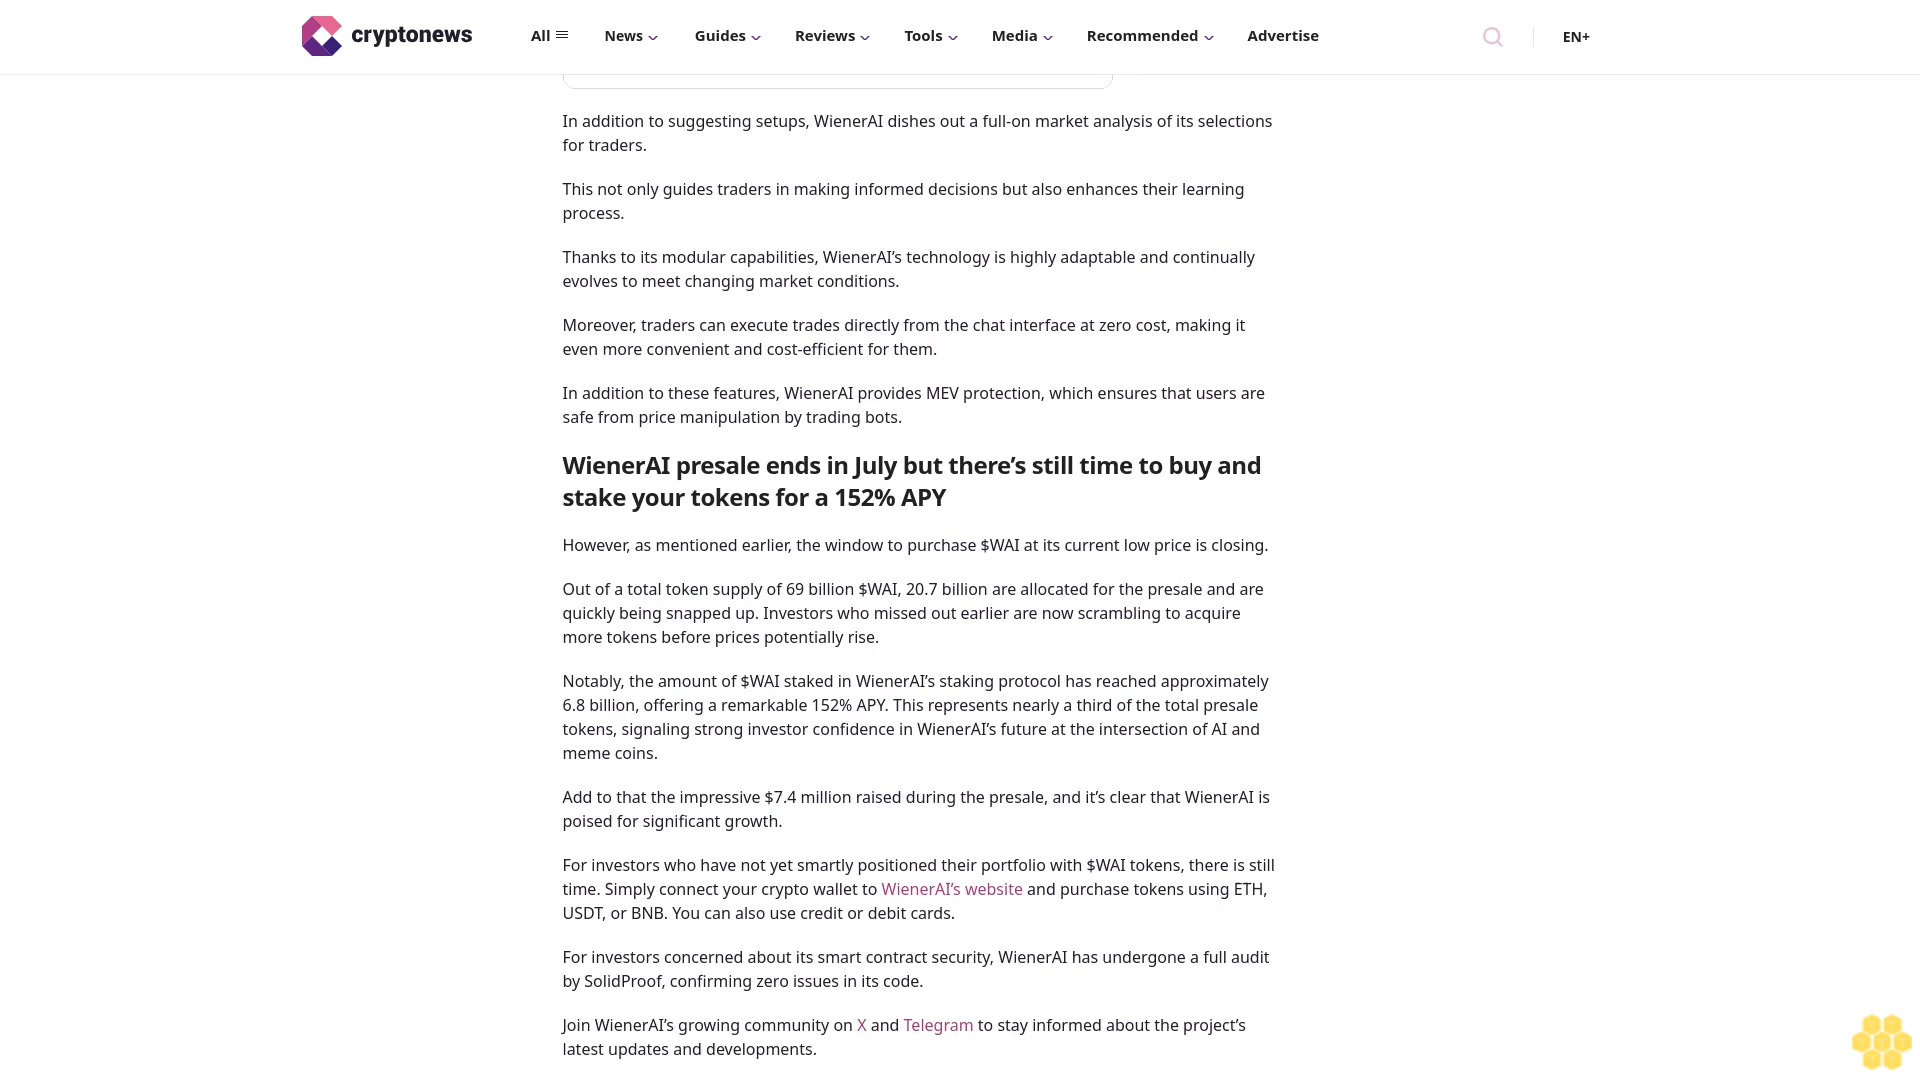 cryptonews
All
News
Guides
Reviews
Tools
Media
Recommended
Advertise
EN+
In addition to suggesting setups, WienerAI dishes out a full-on market analysis of its selections
for traders.
This not only guides traders in making informed decisions but also enhances their learning
process.
Thanks to its modular capabilities, WienerAI’s technology is highly adaptable and continually
evolves to meet changing market conditions.
Moreover, traders can execute trades directly from the chat interface at zero cost, making it
even more convenient and cost-efficient for them.
In addition to these features, WienerAI provides MEV protection, which ensures that users are
safe from price manipulation by trading bots.
WienerAI presale ends in July but there’s still time to buy and
stake your tokens for a 152% APY
However, as mentioned earlier, the window to purchase $WAI at its current low price is closing.
Out of a total token supply of 69 billion $WAI, 20.7 billion are allocated for the presale and are
quickly being snapped up. Investors who missed out earlier are now scrambling to acquire
more tokens before prices potentially rise.
Notably, the amount of $WAI staked in WienerAI’s staking protocol has reached approximately
6.8 billion, offering a remarkable 152% APY. This represents nearly a third of the total presale
tokens, signaling strong investor confidence in WienerAI’s future at the intersection of AI and
meme coins.
Add to that the impressive $7.4 million raised during the presale, and it’s clear that WienerAI is
poised for significant growth.
For investors who have not yet smartly positioned their portfolio with $WAI tokens, there is still
time. Simply connect your crypto wallet to WienerAI’s website and purchase tokens using ETH,
USDT, or BNB. You can also use credit or debit cards.
For investors concerned about its smart contract security, WienerAI has undergone a full audit
by SolidProof, confirming zero issues in its code.
Join WienerAI’s growing community on X and Telegram to stay informed about the project’s
latest updates and developments.